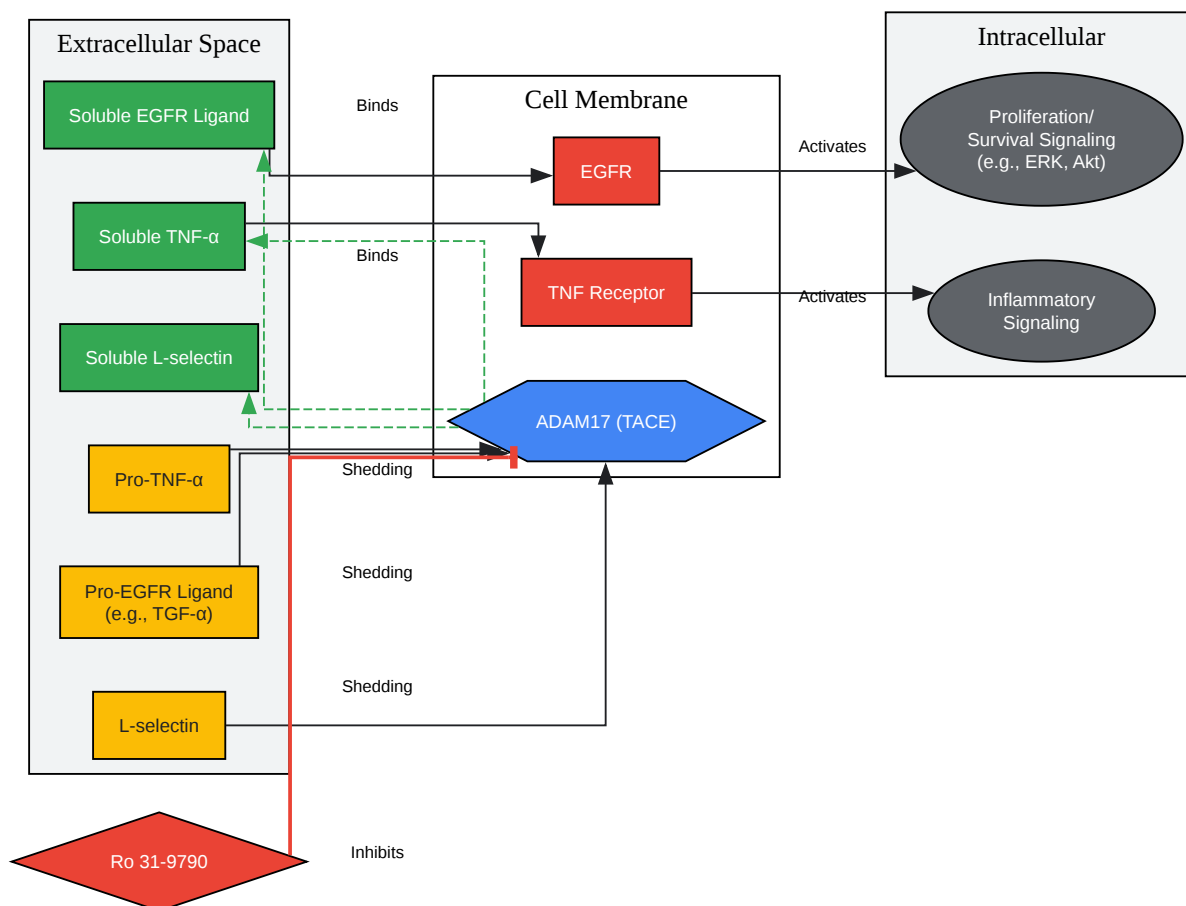 Extracellular Space
Soluble EGFR Ligand
Soluble TNF-α
Soluble L-selectin
Pro-TNF-α
Pro-EGFR Ligand
(e.g., TGF-α)
L-selectin
Ro 31-9790
Binds
Binds
Shedding
Shedding
Shedding
Inhibits
Cell Membrane
EGFR
TNF Receptor
ADAM17 (TACE)
Activates
Activates
Intracellular
Proliferation/
Survival Signaling
(e.g., ERK, Akt)
Inflammatory
Signaling